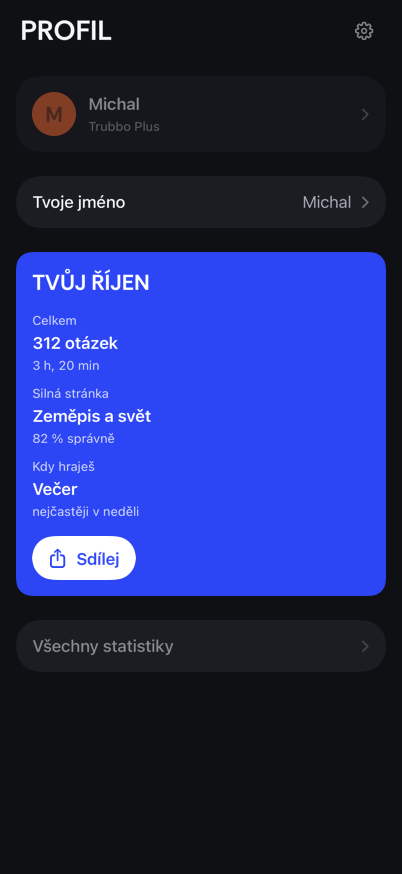 PROFIL
M
Michal
Trubbo Plus
Tvoje jméno
Michal
TVŮJ ŘÍJEN
Celkem
312 otázek
3 h, 20 min
Silná stránka
Zeměpis a svět
82 % správně
Kdy hraješ
Večer
nejčastěji v neděli
Sdílej
Všechny statistiky